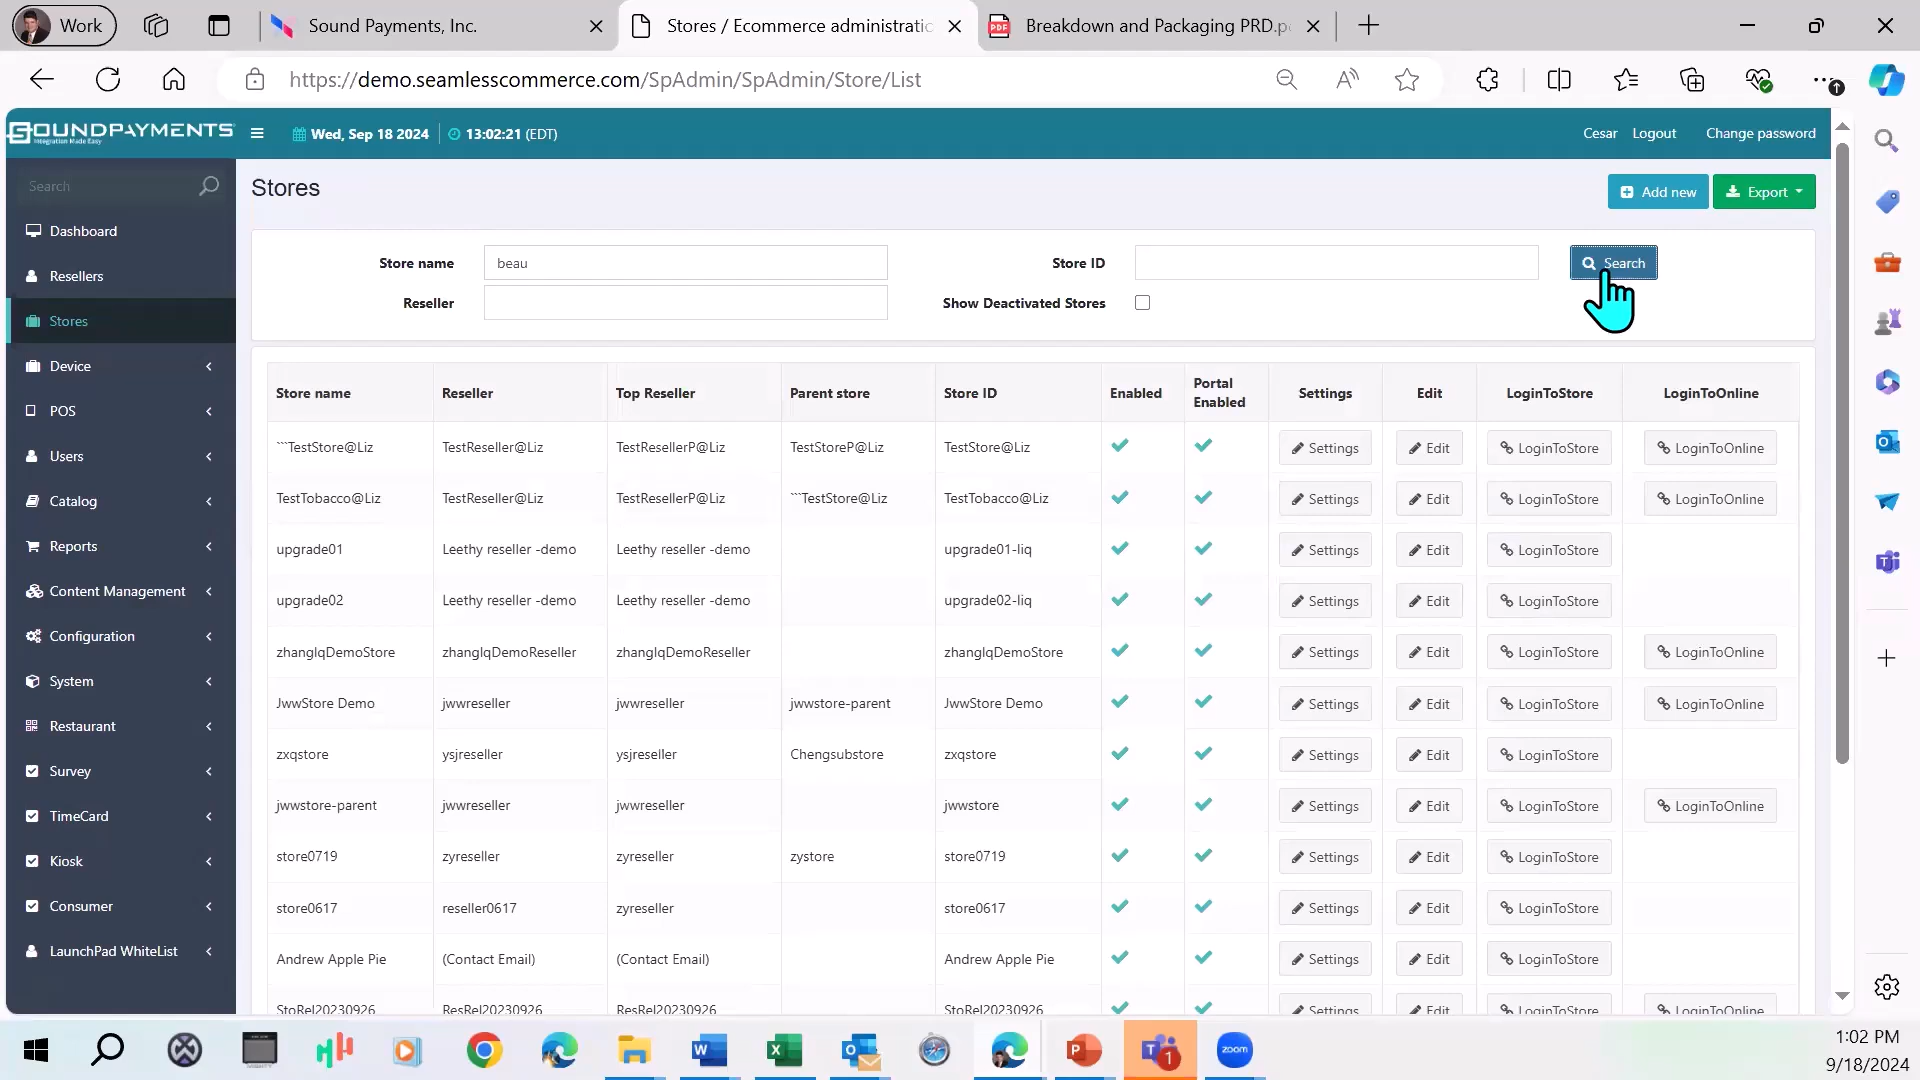 Work
Sound Payments, Inc.
Stores / Ecommerce administratic
Breakdown and Packaging PRD.p
https://demo.seamlesscommerce.com/SpAdmin/SpAdmin/Store/List
SOUNDPAYMENTS
Integration Made Easy
Wed, Sep 18 2024
13:02:21 (EDT)
Cesar
Logout
Change password
Search
Dashboard
Resellers
Stores
Device
POS
Users
Catalog
Reports
Content Management
Configuration
System
Restaurant
Survey
TimeCard
Kiosk
Consumer
LaunchPad WhiteList
Stores
Add new
Export
Store name
beau
Store ID
Search
Reseller
Show Deactivated Stores
Store name Reseller Top Reseller Parent store Store ID Enabled Portal Enabled Settings Edit LoginToStore LoginToOnline
```TestStore@Liz TestReseller@Liz TestResellerP@Liz TestStoreP@Liz TestStore@Liz Settings Edit LoginToStore LoginToOnline
TestTobacco@Liz TestReseller@Liz TestResellerP@Liz ```TestStore@Liz TestTobacco@Liz Settings Edit LoginToStore LoginToOnline
upgrade01 Leethy reseller -demo Leethy reseller -demo upgrade01-liq Settings Edit LoginToStore
upgrade02 Leethy reseller -demo Leethy reseller -demo upgrade02-liq Settings Edit LoginToStore
zhanglqDemoStore zhanglqDemoReseller zhanglqDemoReseller zhanglqDemoStore Settings Edit LoginToStore LoginToOnline
JwwStore Demo jwwreseller jwwreseller jwwstore-parent JwwStore Demo Settings Edit LoginToStore LoginToOnline
zxqstore ysjreseller ysjreseller Chengsubstore zxqstore Settings Edit LoginToStore
jwwstore-parent jwwreseller jwwreseller jwwstore Settings Edit LoginToStore LoginToOnline
store0719 zyreseller zyreseller zystore store0719 Settings Edit LoginToStore
store0617 reseller0617 zyreseller store0617 Settings Edit LoginToStore
Andrew Apple Pie (Contact Email) (Contact Email) Andrew Apple Pie Settings Edit LoginToStore
StoRel20230926 ResRel20230926 ResRel20230926 StoRel20230926 Settings Edit LoginToStore LoginToOnline
1
zoom
1:02 PM
9/18/2024